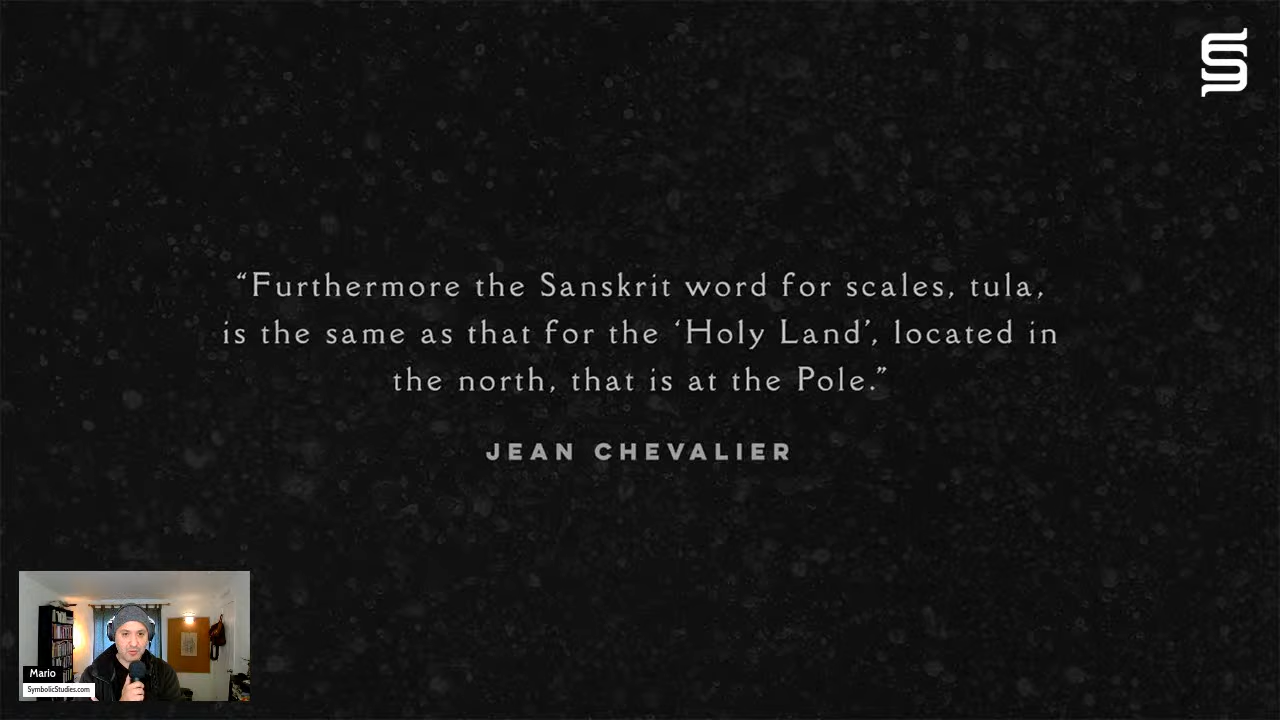 “Furthermore the Sanskrit word for scales, tula,
is the same as that for the ‘Holy Land’, located in
the north, that is at the Pole.”
JEAN CHEVALIER
Mario
SymbolicStudies.com